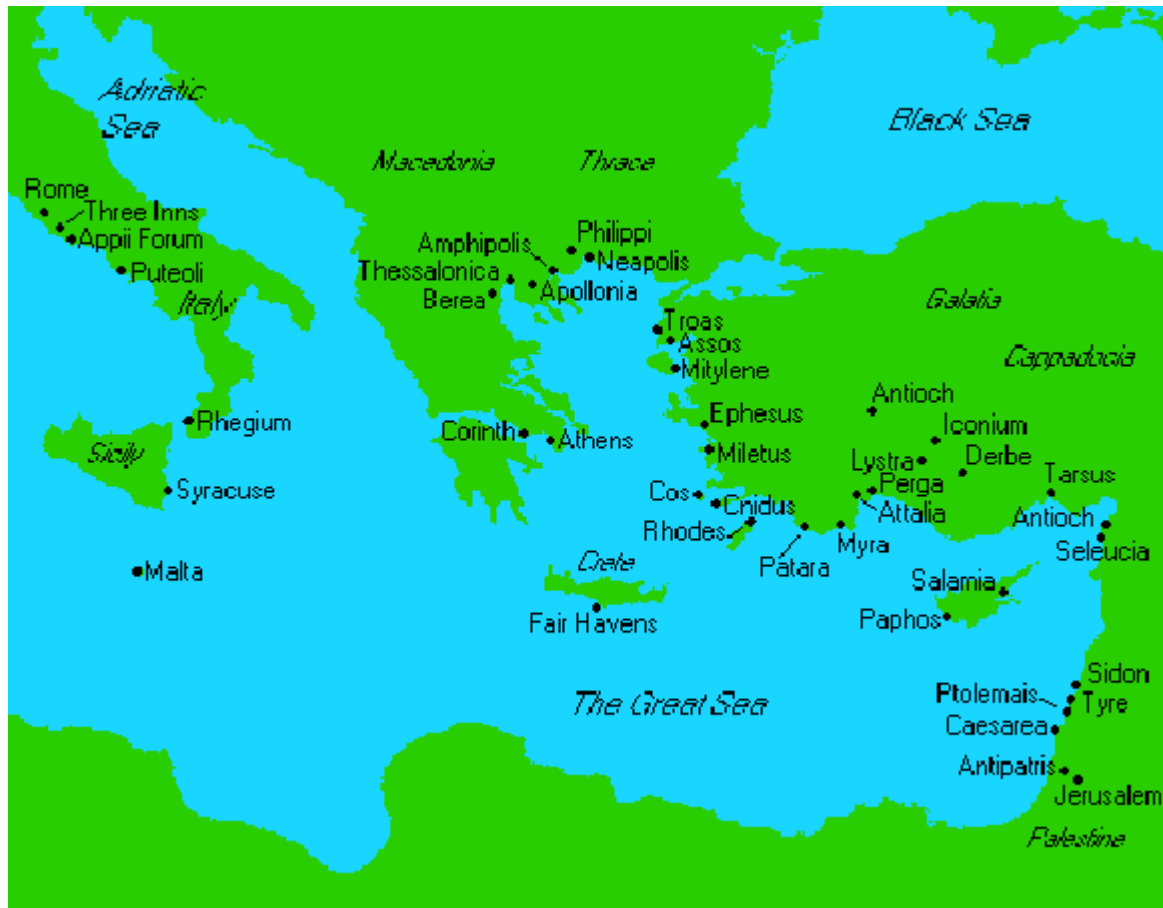 Adriatic
Sea
Black Sea
Macedonia
Thrace
Rome
Three Inns
Appii Forum
Puteoli
Italy
Philippi
Amphipolis
Neapolis
Thessalonica
Apollonia
Berea
Galatia
Troas
Assos
Mitylene
Cappadocia
Antioch
Rhegium
Sicily
Corinth
Athens
Ephesus
Miletus
Iconium
Lystra
Derbe
Syracuse
Cos
Cnidus
Rhodes
Perga
Attalia
Tarsus
Antioch
Seleucia
Patara
Myra
Malta
Crete
Fair Havens
Salamia
Paphos
The Great Sea
Sidon
Ptolemais
Tyre
Caesarea
Antipatris
Jerusalem
Palestine